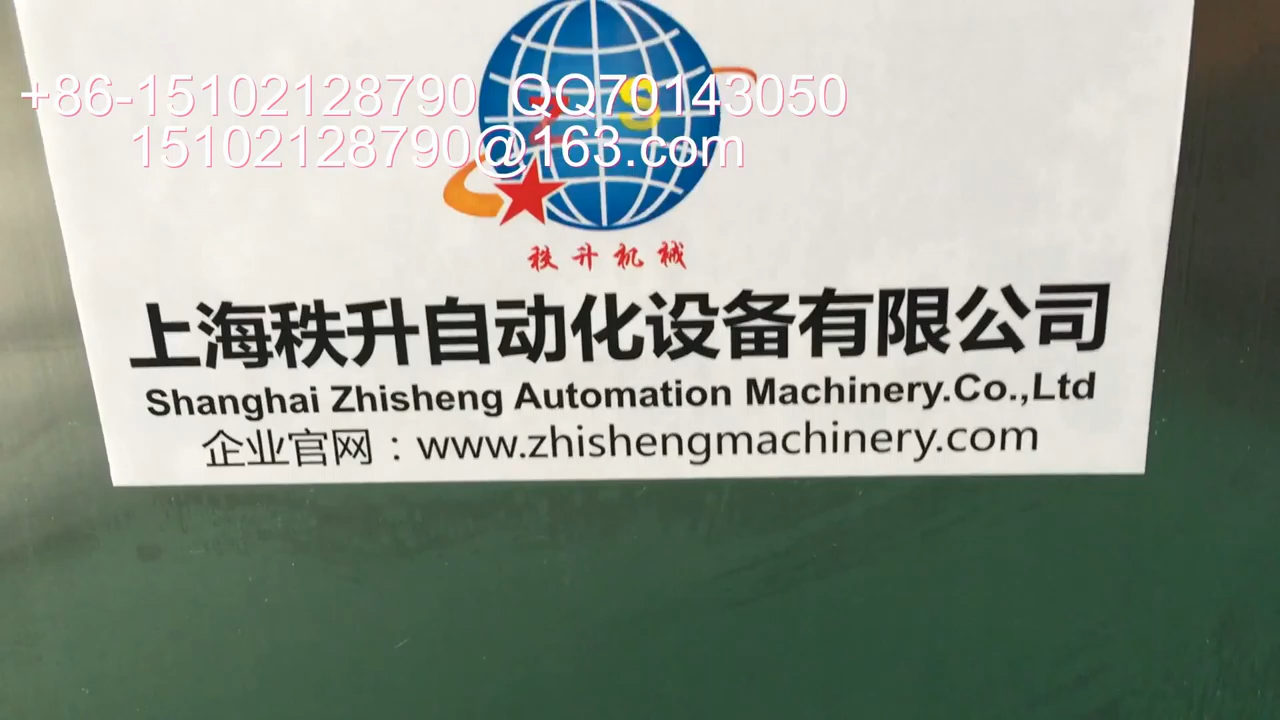 +86-15102128790 QQ70143050
15102128790@163.com
Z S
秩升机械
上海秩升自动化设备有限公司
Shanghai Zhisheng Automation Machinery.Co.,Ltd
企业官网：www.zhishengmachinery.com